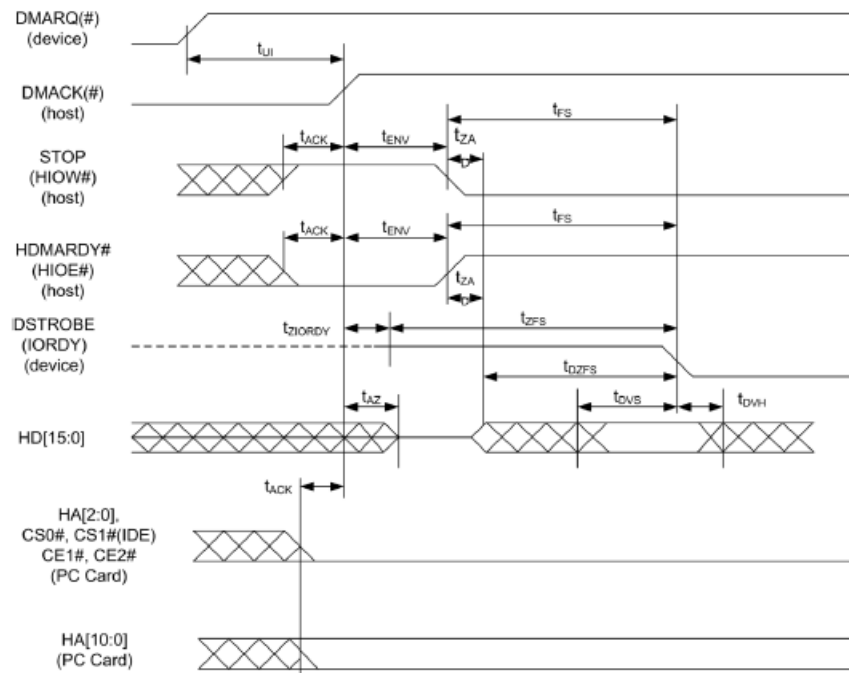 DMARQ(#)
(device)
tUI
DMACK(#)
(host)
tFS
tACK
tENV
tZA
D
STOP
(HIOW#)
(host)
tFS
tACK
tENV
HDMARDY#
(HIOE#)
(host)
tZA
D
DSTROBE
(IORDY)
(device)
tZIORDY
tZFS
tDZFS
tAZ
tDVS
tDVH
HD[15:0]
tACK
HA[2:0],
CS0#, CS1#(IDE)
CE1#, CE2#
(PC Card)
HA[10:0]
(PC Card)